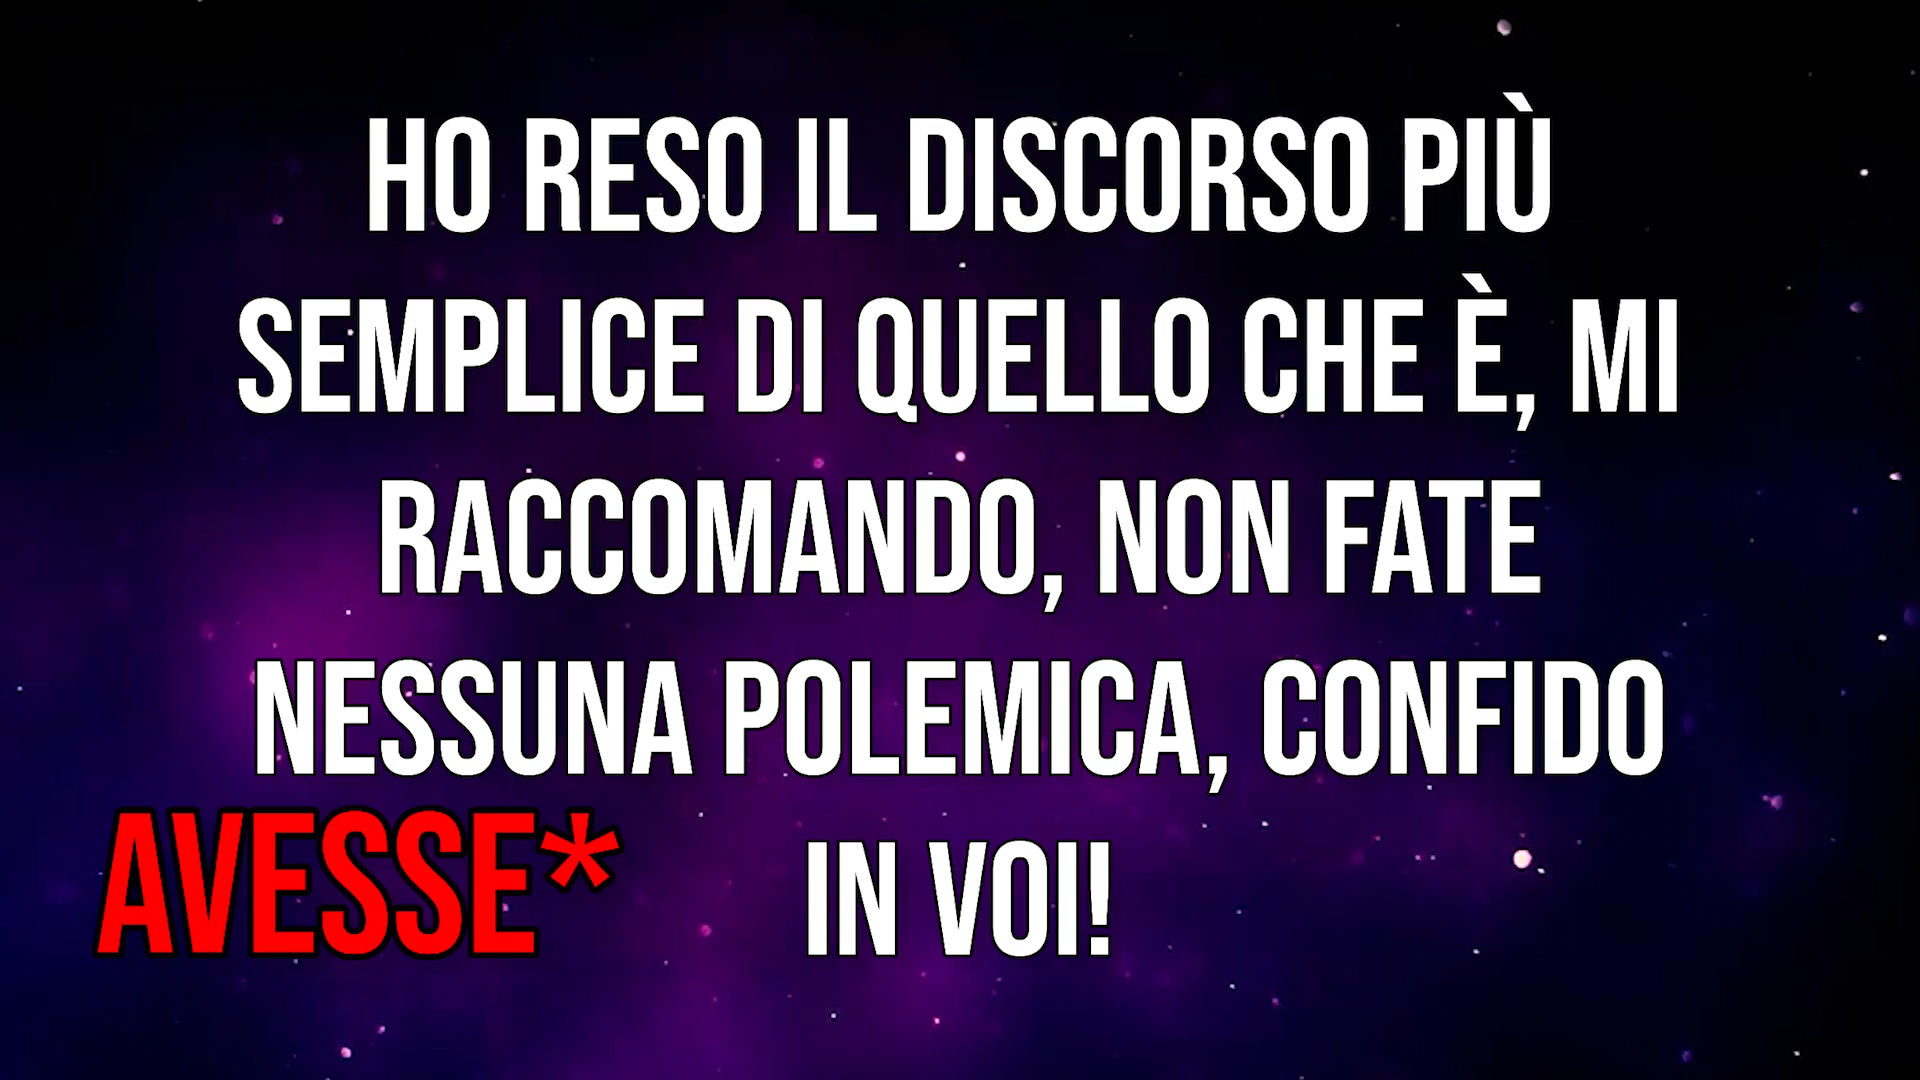 HO RESO IL DISCORSO PIÙ
SEMPLICE DI QUELLO CHE È, MI
RACCOMANDO, NON FATE
NESSUNA POLEMICA, CONFIDO
IN VOI!
AVESSE*